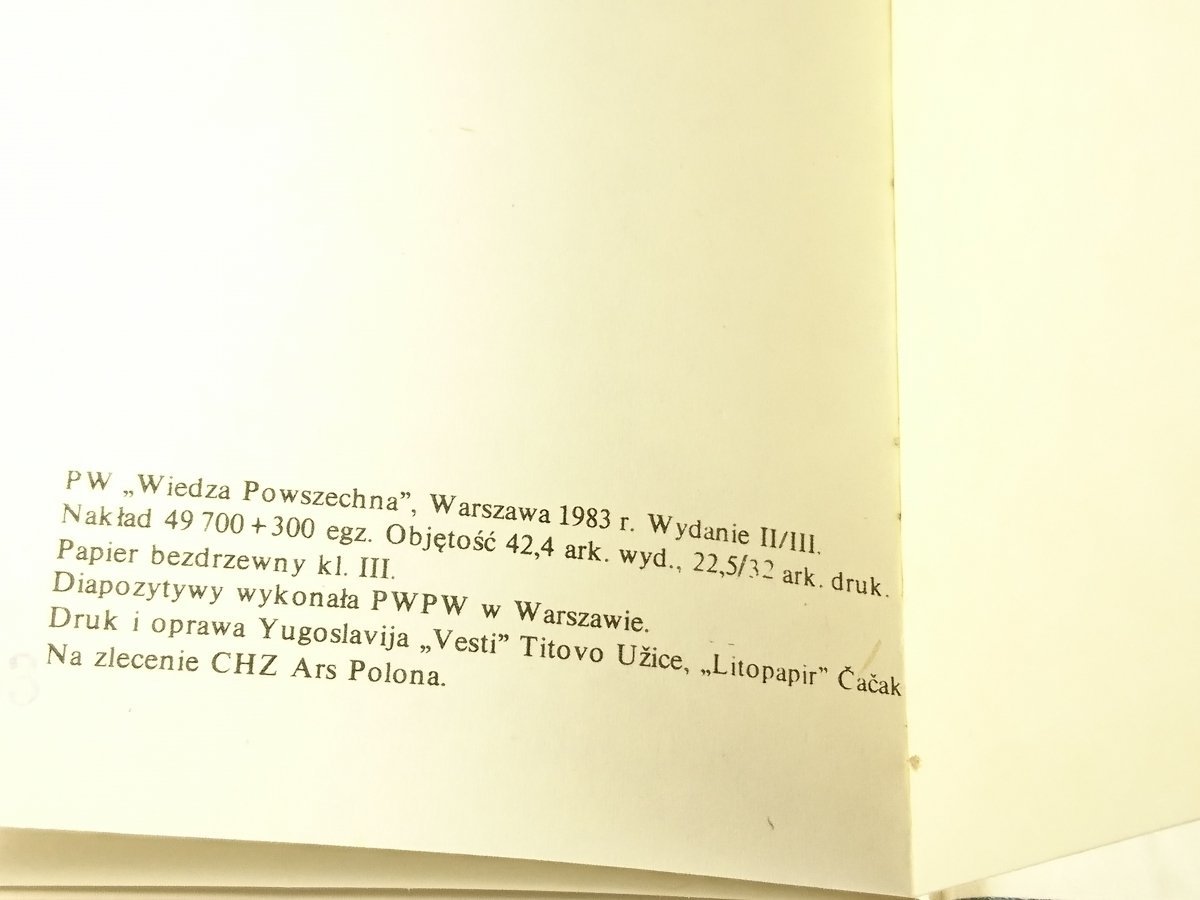 PW „Wiedza Powszechna”, Warszawa 1983 r. Wydanie II/III.
Nakład 49 700 + 300 egz. Objętość 42,4 ark. wyd., 22,5/32 ark. druk.
Papier bezdrzewny kl. III.
Diapozytywy wykonała PWPW w Warszawie.
Druk i oprawa Yugoslavija „Vesti” Titovo Užice, „Litopapir” Čačak
Na zlecenie CHZ Ars Polona.